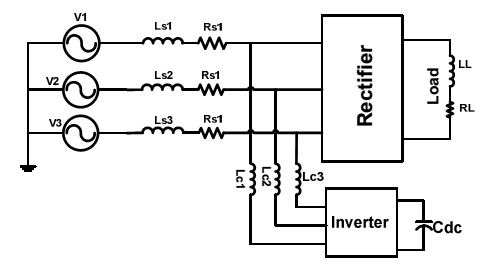 V1
Ls1
Rs1
V2
Ls2
Rs1
V3
Ls3
Rs1
Rectifier
Load
LL
RL
Lc1
Lc2
Lc3
Inverter
Cdc